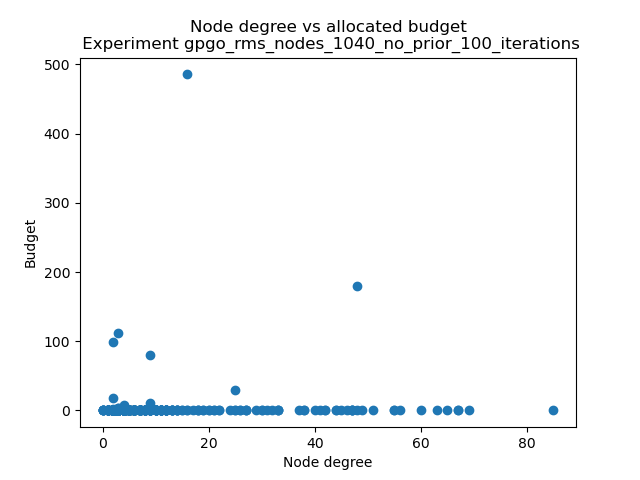 Node degree vs allocated budget
Experiment gpgo_rms_nodes_1040_no_prior_100_iterations
500
400
300
200
100
0
Budget
0 20 40 60 80
Node degree